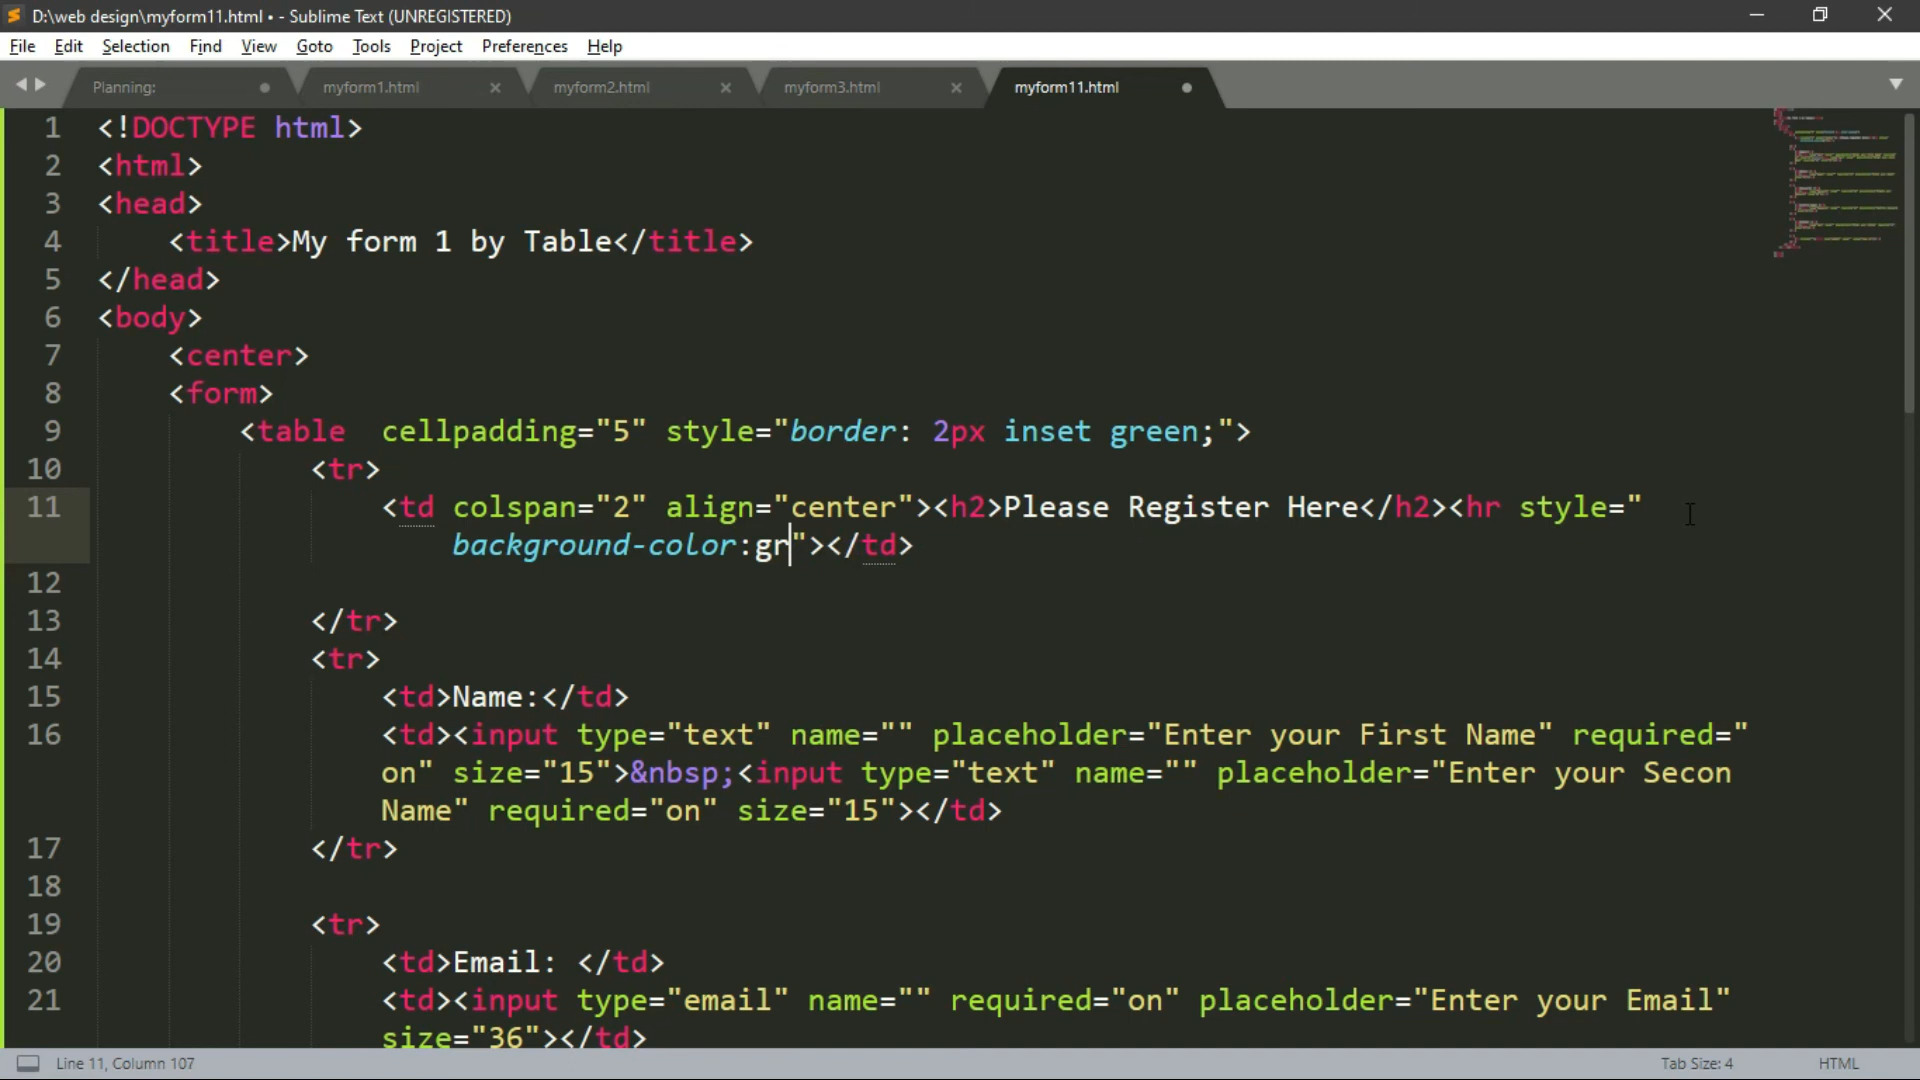 D:\web design\myform11.html • - Sublime Text (UNREGISTERED)
File Edit Selection Find View Goto Tools Project Preferences Help
Planning: myform1.html myform2.html myform3.html myform11.html
1 <!DOCTYPE html>
2 <html>
3 <head>
4 <title>My form 1 by Table</title>
5 </head>
6 <body>
7 <center>
8 <form>
9 <table  cellpadding="5" style="border: 2px inset green;">
10 <tr>
11 <td colspan="2" align="center"><h2>Please Register Here</h2><hr style="
background-color:gr"></td>
12
13 </tr>
14 <tr>
15 <td>Name:</td>
16 <td><input type="text" name="" placeholder="Enter your First Name" required="
on" size="15">&nbsp;<input type="text" name="" placeholder="Enter your Secon
Name" required="on" size="15"></td>
17 </tr>
18
19 <tr>
20 <td>Email: </td>
21 <td><input type="email" name="" required="on" placeholder="Enter your Email"
size="36"></td>
Line 11, Column 107 Tab Size: 4 HTML